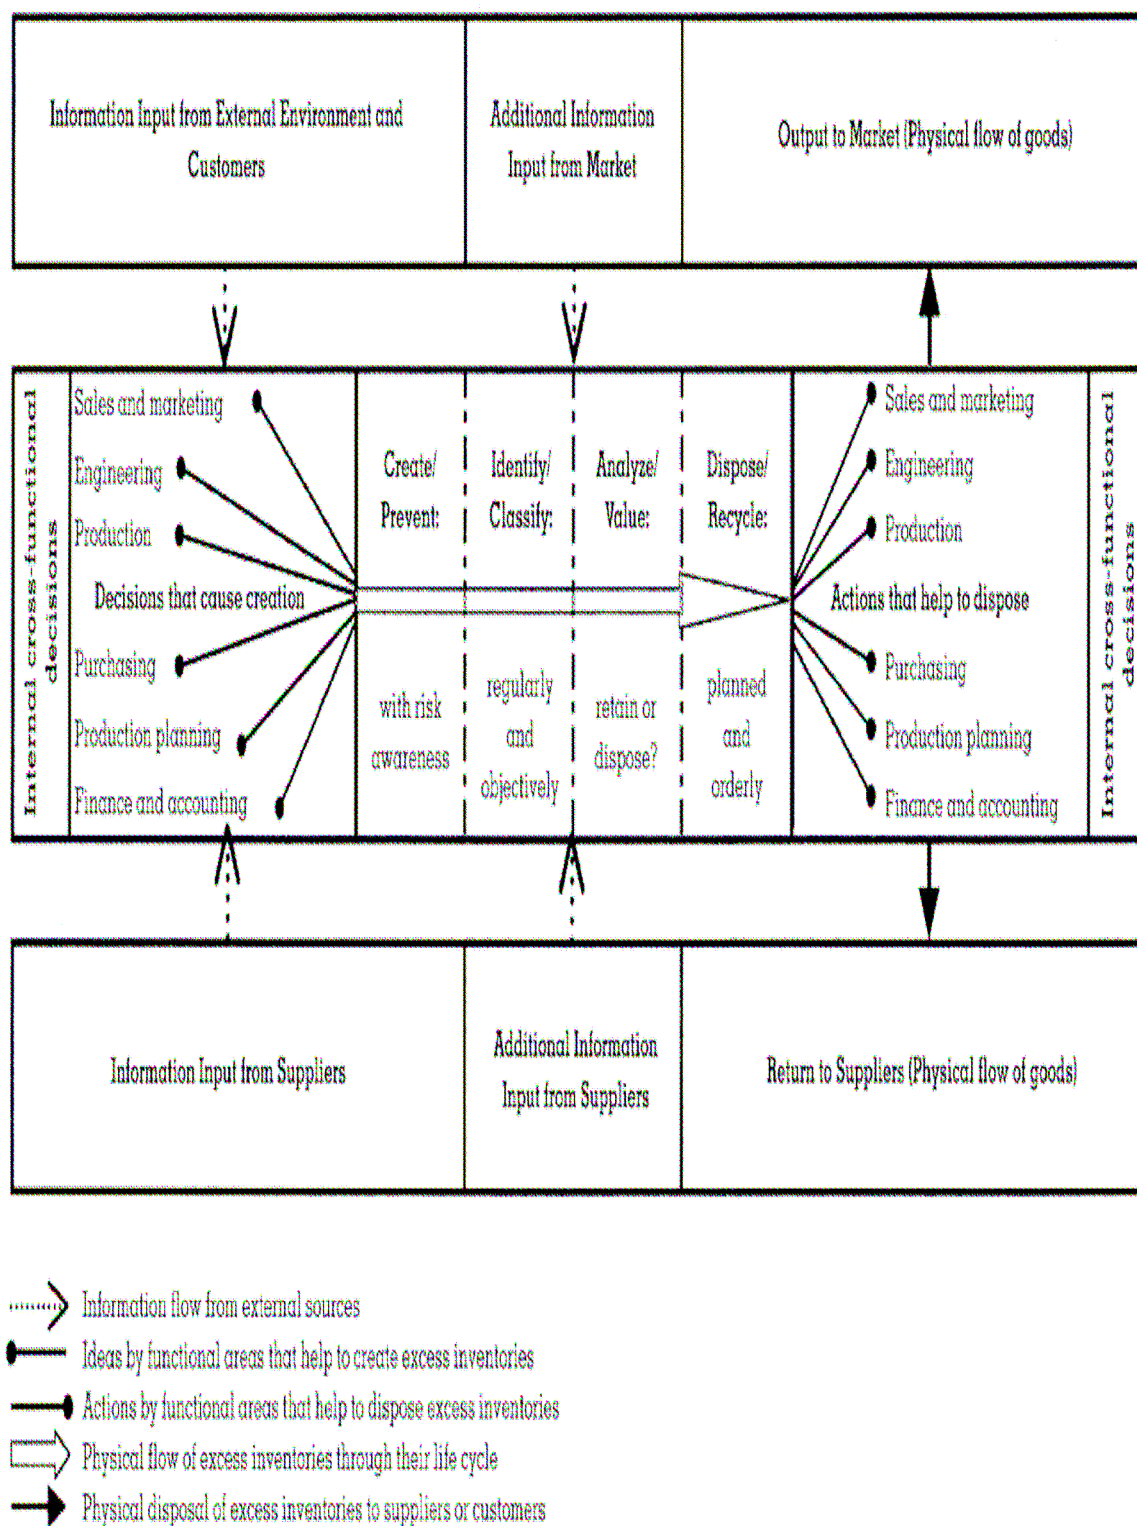 Information Input from External Environment and
Customers
Additional Information
Input from Market
Output to Market (Physical flow of goods)
Internal cross-functional
decisions
Sales and marketing
Engineering
Production
Decisions that cause creation
Purchasing
Production planning
Finance and accounting
Create/
Prevent:
with risk
awareness
Identify/
Classify:
regularly
and
objectively
Analyze/
Value:
retain or
dispose?
Dispose/
Recycle:
planned
and
orderly
Sales and marketing
Engineering
Production
Actions that help to dispose
Purchasing
Production planning
Finance and accounting
Internal cross-functional
decisions
Information Input from Suppliers
Additional Information
Input from Suppliers
Return to Suppliers (Physical flow of goods)
Information flow from external sources
Ideas by functional areas that help to create excess inventories
Actions by functional areas that help to dispose excess inventories
Physical flow of excess inventories through their life cycle
Physical disposal of excess inventories to suppliers or customers